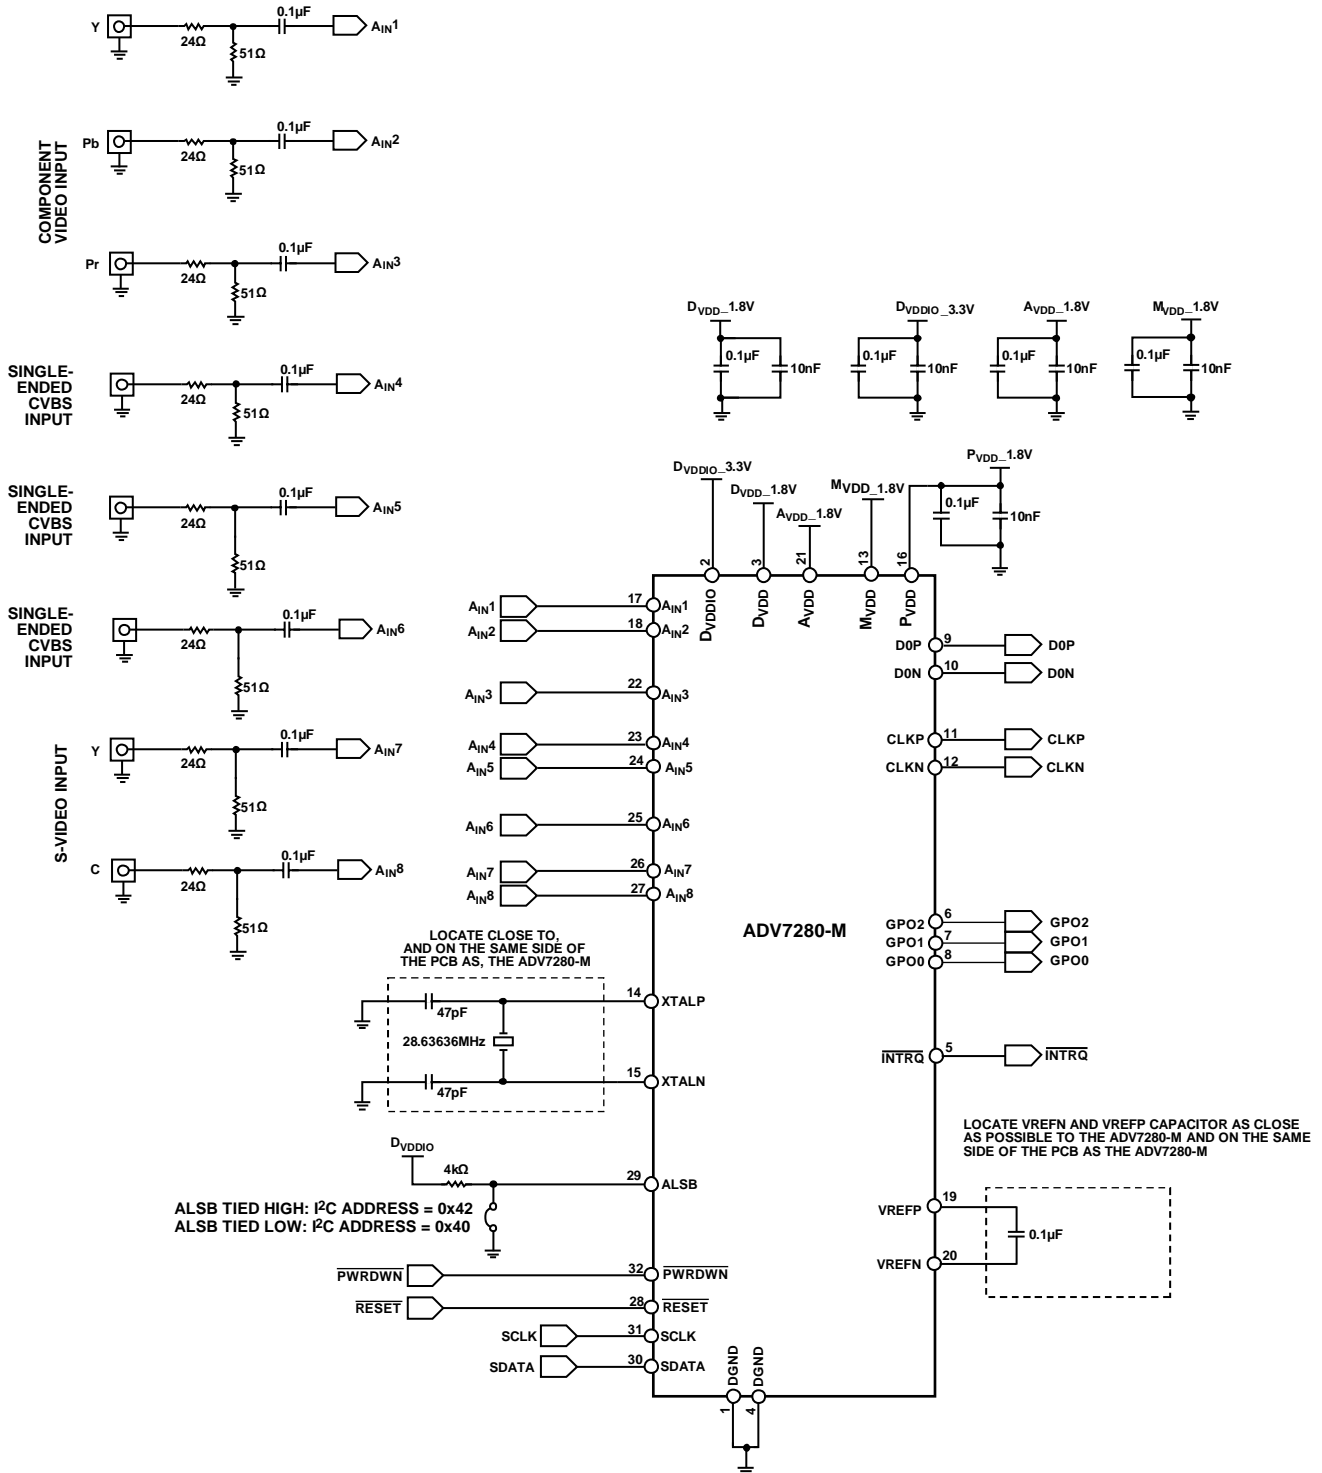 Y
24Ω
51Ω
0.1µF
AIN1
COMPONENT
VIDEO INPUT
Pb
24Ω
51Ω
0.1µF
AIN2
Pr
24Ω
51Ω
0.1µF
AIN3
SINGLE-
ENDED
CVBS
INPUT
24Ω
51Ω
0.1µF
AIN4
SINGLE-
ENDED
CVBS
INPUT
24Ω
51Ω
0.1µF
AIN5
SINGLE-
ENDED
CVBS
INPUT
24Ω
51Ω
0.1µF
AIN6
S-VIDEO INPUT
Y
24Ω
51Ω
0.1µF
AIN7
C
24Ω
51Ω
0.1µF
AIN8
DVDD_1.8V
0.1µF
10nF
DVDDIO_3.3V
0.1µF
10nF
AVDD_1.8V
0.1µF
10nF
MVDD_1.8V
0.1µF
10nF
PVDD_1.8V
0.1µF
10nF
DVDDIO_3.3V
DVDD_1.8V
AVDD_1.8V
MVDD_1.8V
2
3
21
13
16
DVDDIO
DVDD
AVDD
MVDD
PVDD
AIN1 17 AIN1
AIN2 18 AIN2
AIN3 22 AIN3
AIN4 23 AIN4
AIN5 24 AIN5
AIN6 25 AIN6
AIN7 26 AIN7
AIN8 27 AIN8
D0P 9 D0P
D0N 10 D0N
CLKP 11 CLKP
CLKN 12 CLKN
ADV7280-M
GPO2 6 GPO2
GPO1 7 GPO1
GPO0 8 GPO0
INTRQ 5 INTRQ
LOCATE CLOSE TO,
AND ON THE SAME SIDE OF
THE PCB AS, THE ADV7280-M
47pF
28.63636MHz
47pF
14 XTALP
15 XTALN
LOCATE VREFN AND VREFP CAPACITOR AS CLOSE
AS POSSIBLE TO THE ADV7280-M AND ON THE SAME
SIDE OF THE PCB AS THE ADV7280-M
VREFP 19
0.1µF
VREFN 20
DVDDIO
4kΩ
29 ALSB
ALSB TIED HIGH: I2C ADDRESS = 0x42
ALSB TIED LOW: I2C ADDRESS = 0x40
PWRDWN 32 PWRDWN
RESET 28 RESET
SCLK 31 SCLK
SDATA 30 SDATA
DGND
DGND
1
4